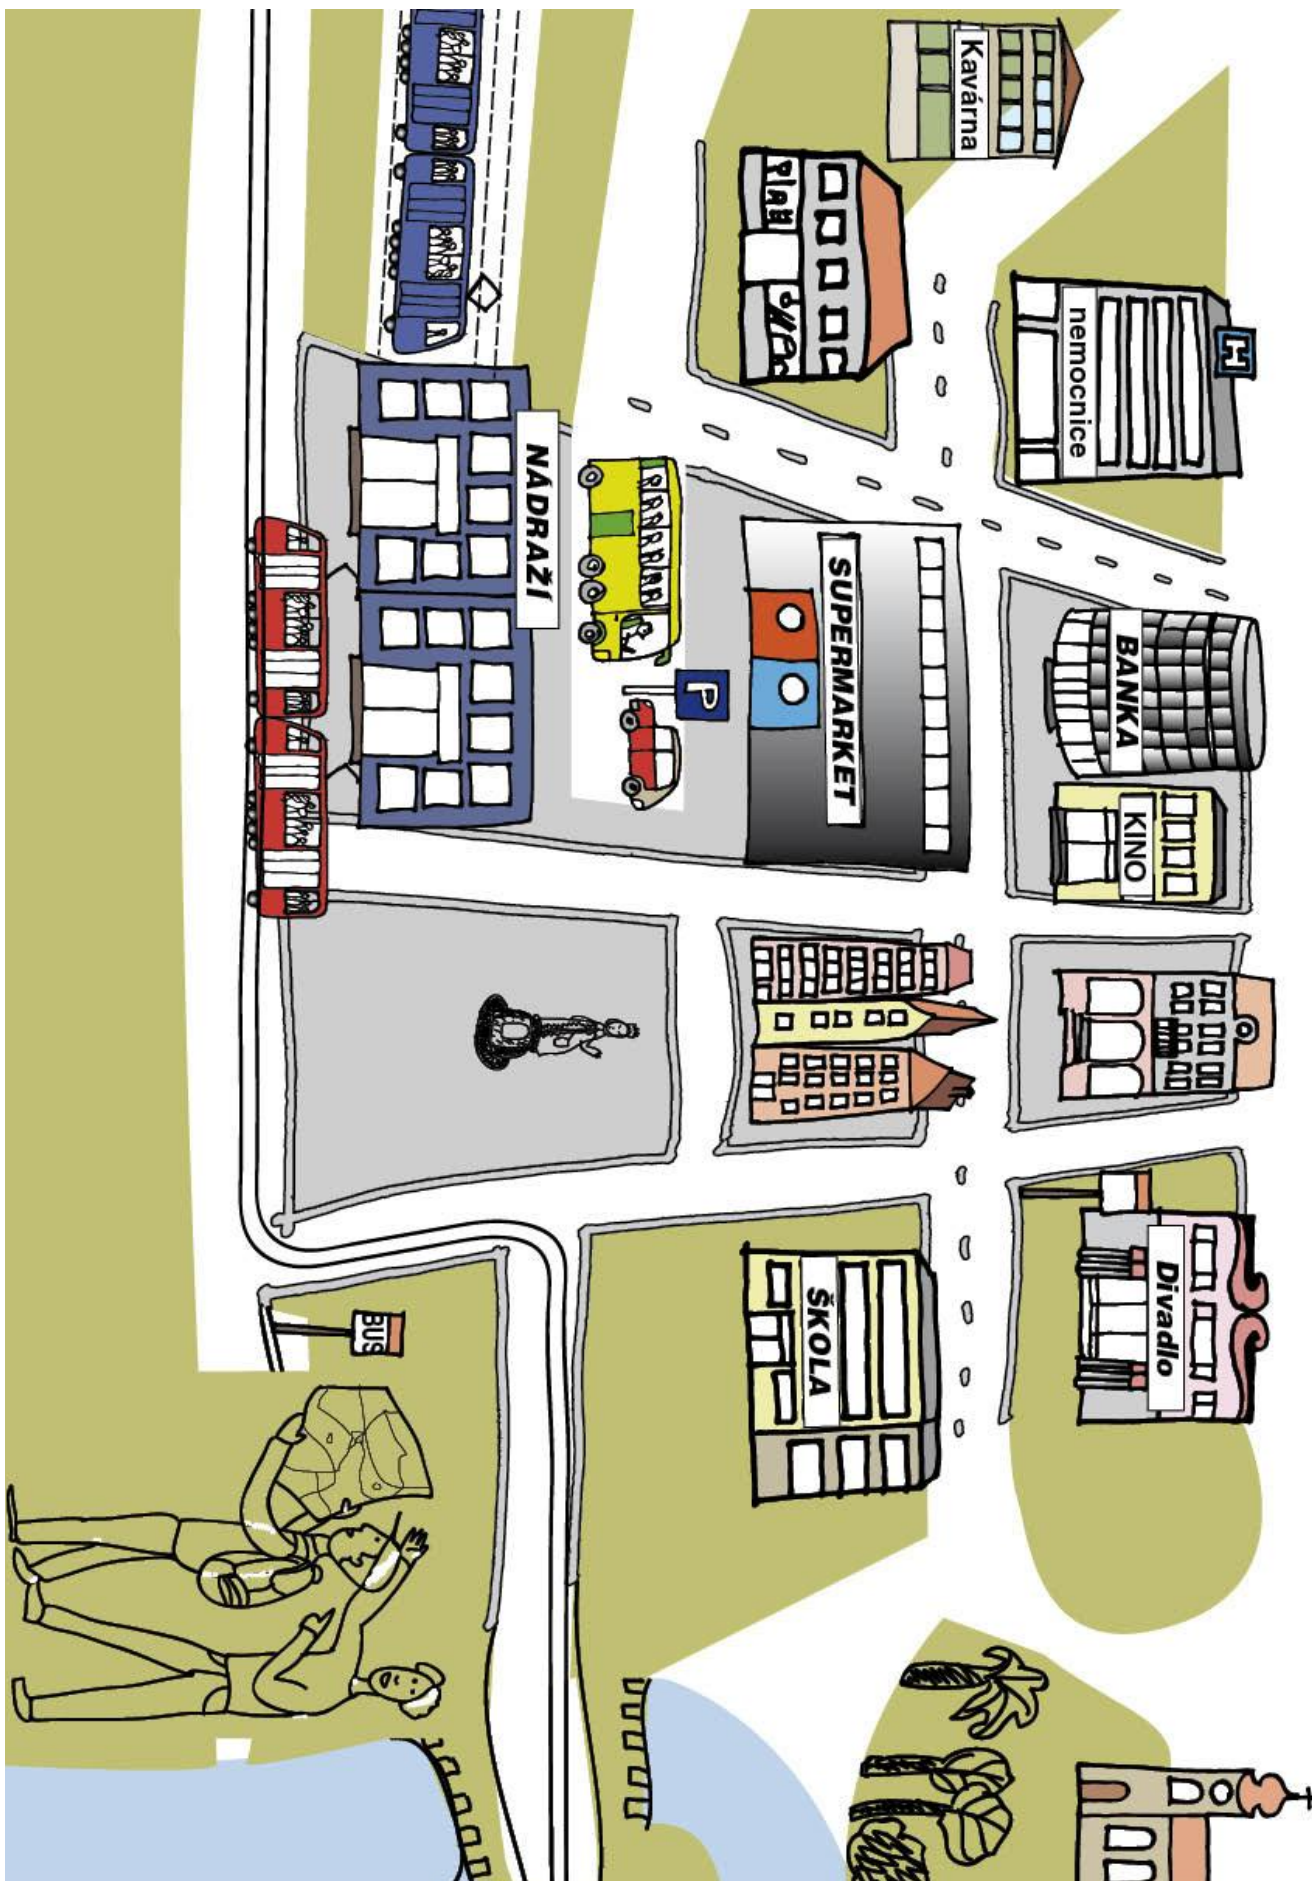 Kavárna
H
nemocnice
BANKA
KINO
Divadlo
SUPERMARKET
ŠKOLA
P
NÁDRAŽÍ
BUS